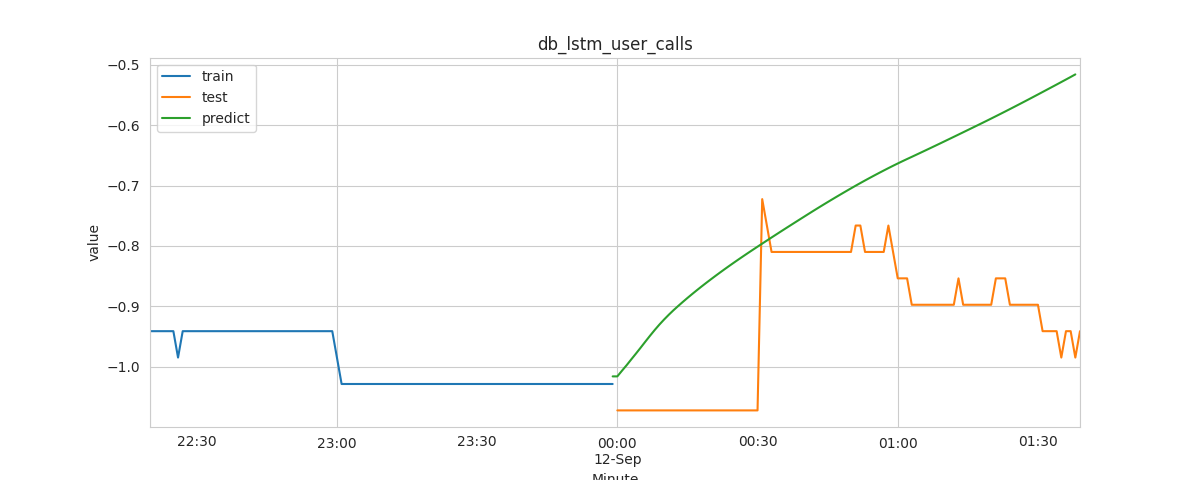 db_lstm_user_calls
train
test
predict
value
−0.5
−0.6
−0.7
−0.8
−0.9
−1.0
22:30
23:00
23:30
00:00
12-Sep
00:30
01:00
01:30
Minute